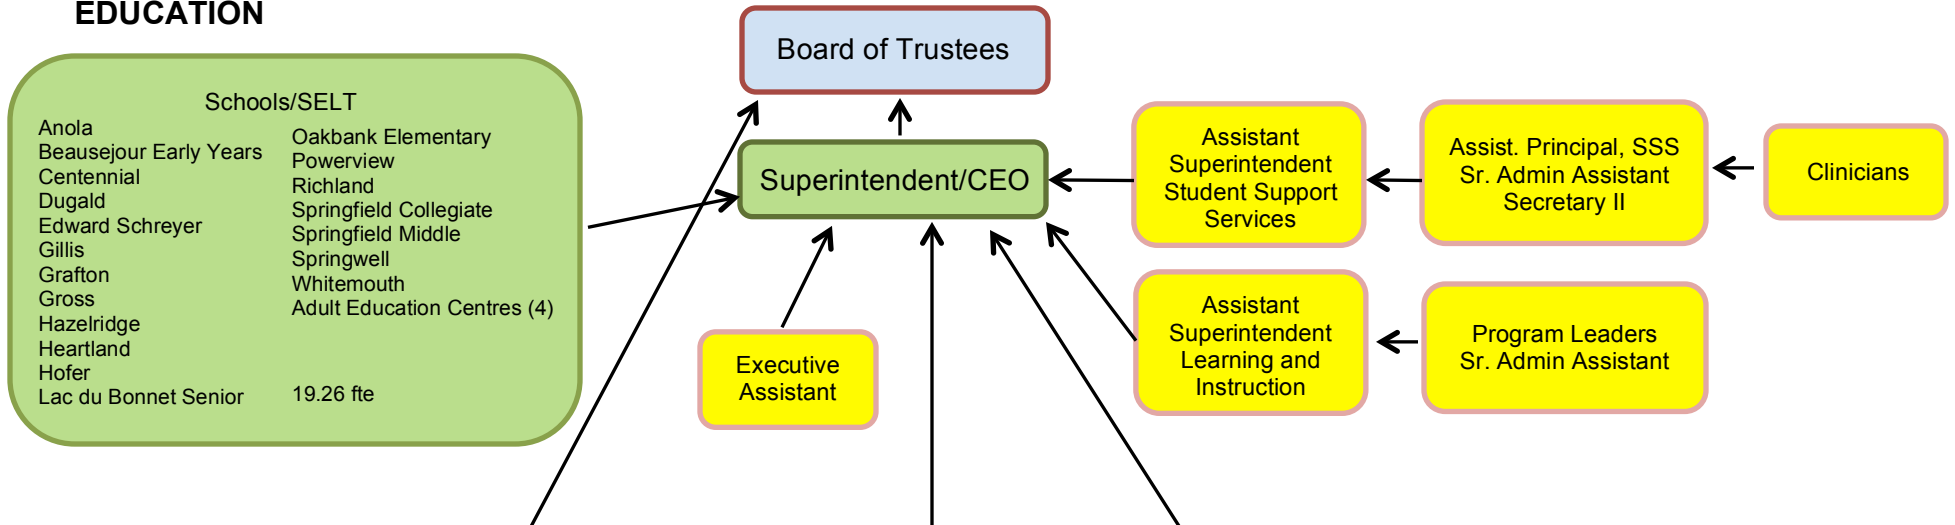 EDUCATION
Schools/SELT
Anola
Beausejour Early Years
Centennial
Dugald
Edward Schreyer
Gillis
Grafton
Gross
Hazelridge
Heartland
Hofer
Lac du Bonnet Senior
Oakbank Elementary
Powerview
Richland
Springfield Collegiate
Springfield Middle
Springwell
Whitemouth
Adult Education Centres (4)
19.26 fte
Board of Trustees
Superintendent/CEO
Executive
Assistant
Assistant
Superintendent
Student Support
Services
Assist. Principal, SSS
Sr. Admin Assistant
Secretary II
Clinicians
Assistant
Superintendent
Learning and
Instruction
Program Leaders
Sr. Admin Assistant